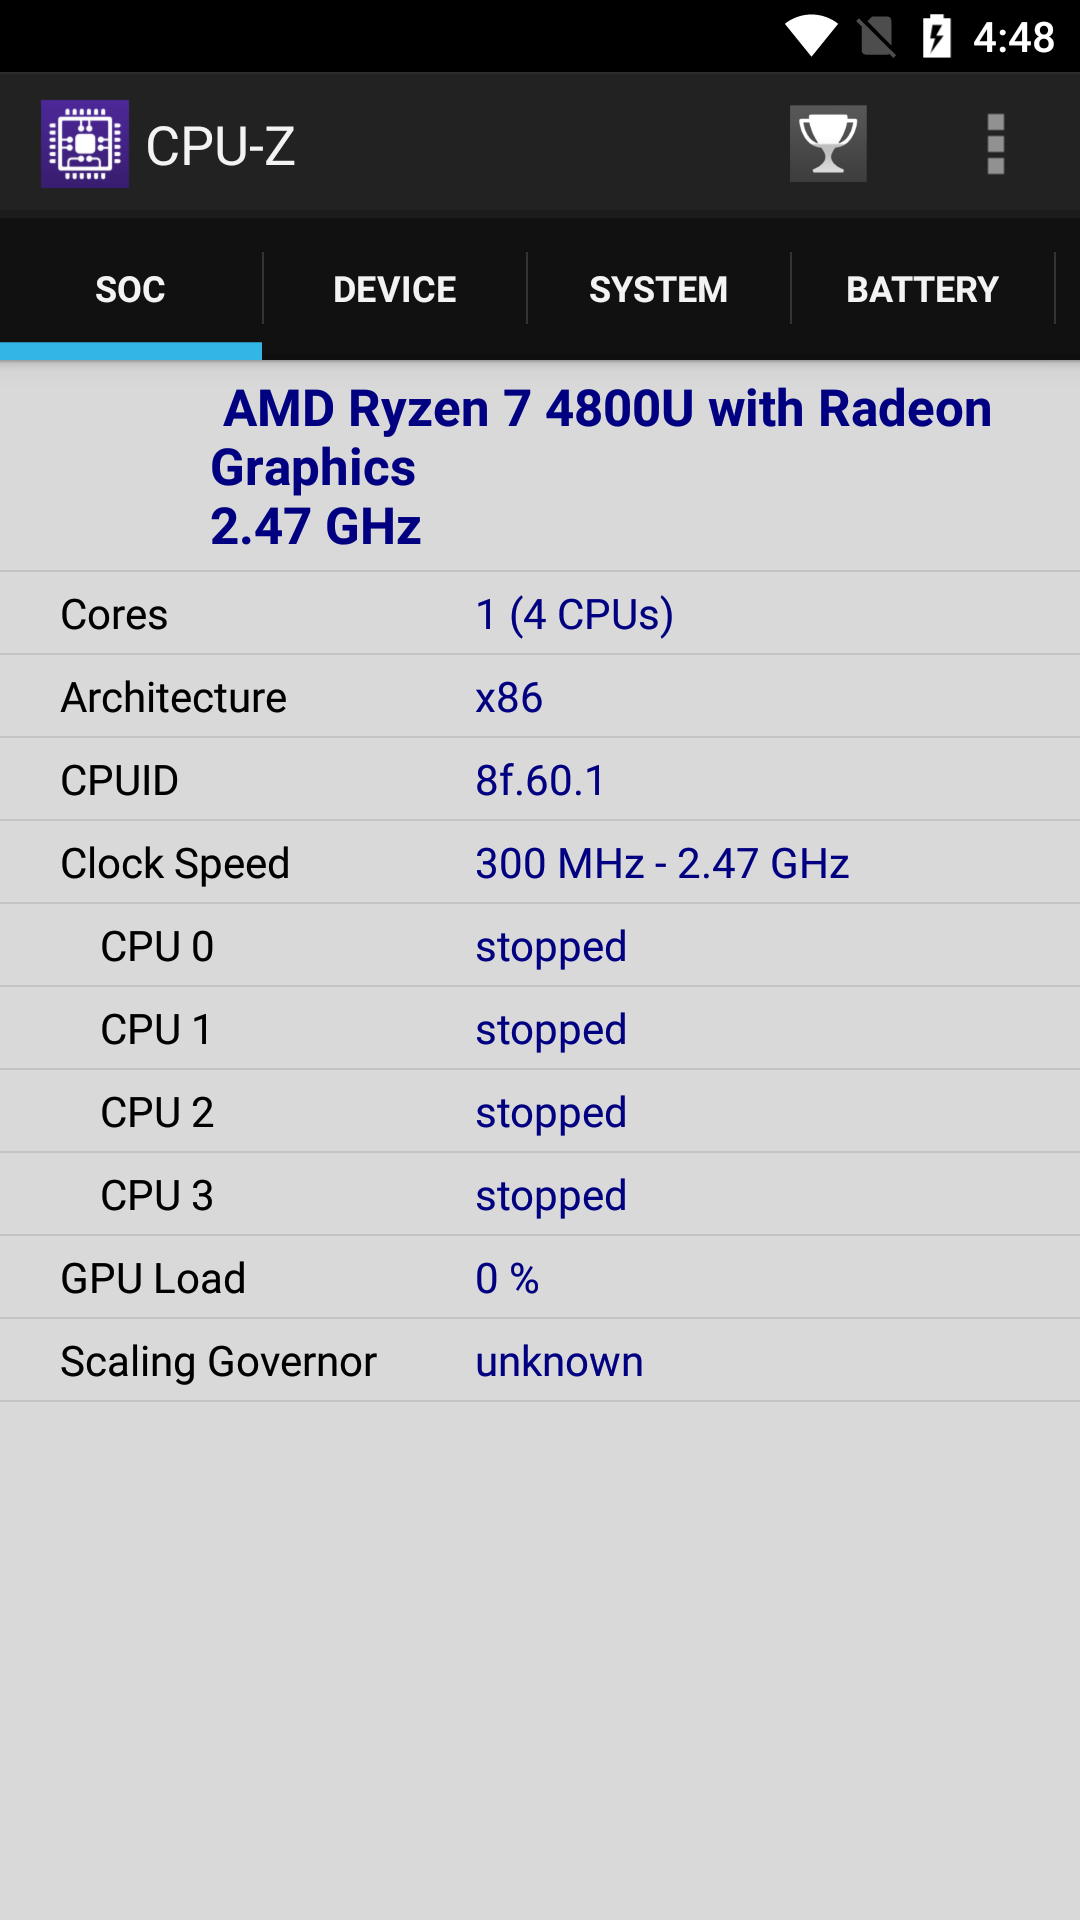 4:48
CPU-Z
SOC DEVICE SYSTEM BATTERY
AMD Ryzen 7 4800U with Radeon
Graphics
2.47 GHz
Cores 1 (4 CPUs)
Architecture x86
CPUID 8f.60.1
Clock Speed 300 MHz - 2.47 GHz
CPU 0 stopped
CPU 1 stopped
CPU 2 stopped
CPU 3 stopped
GPU Load 0 %
Scaling Governor unknown